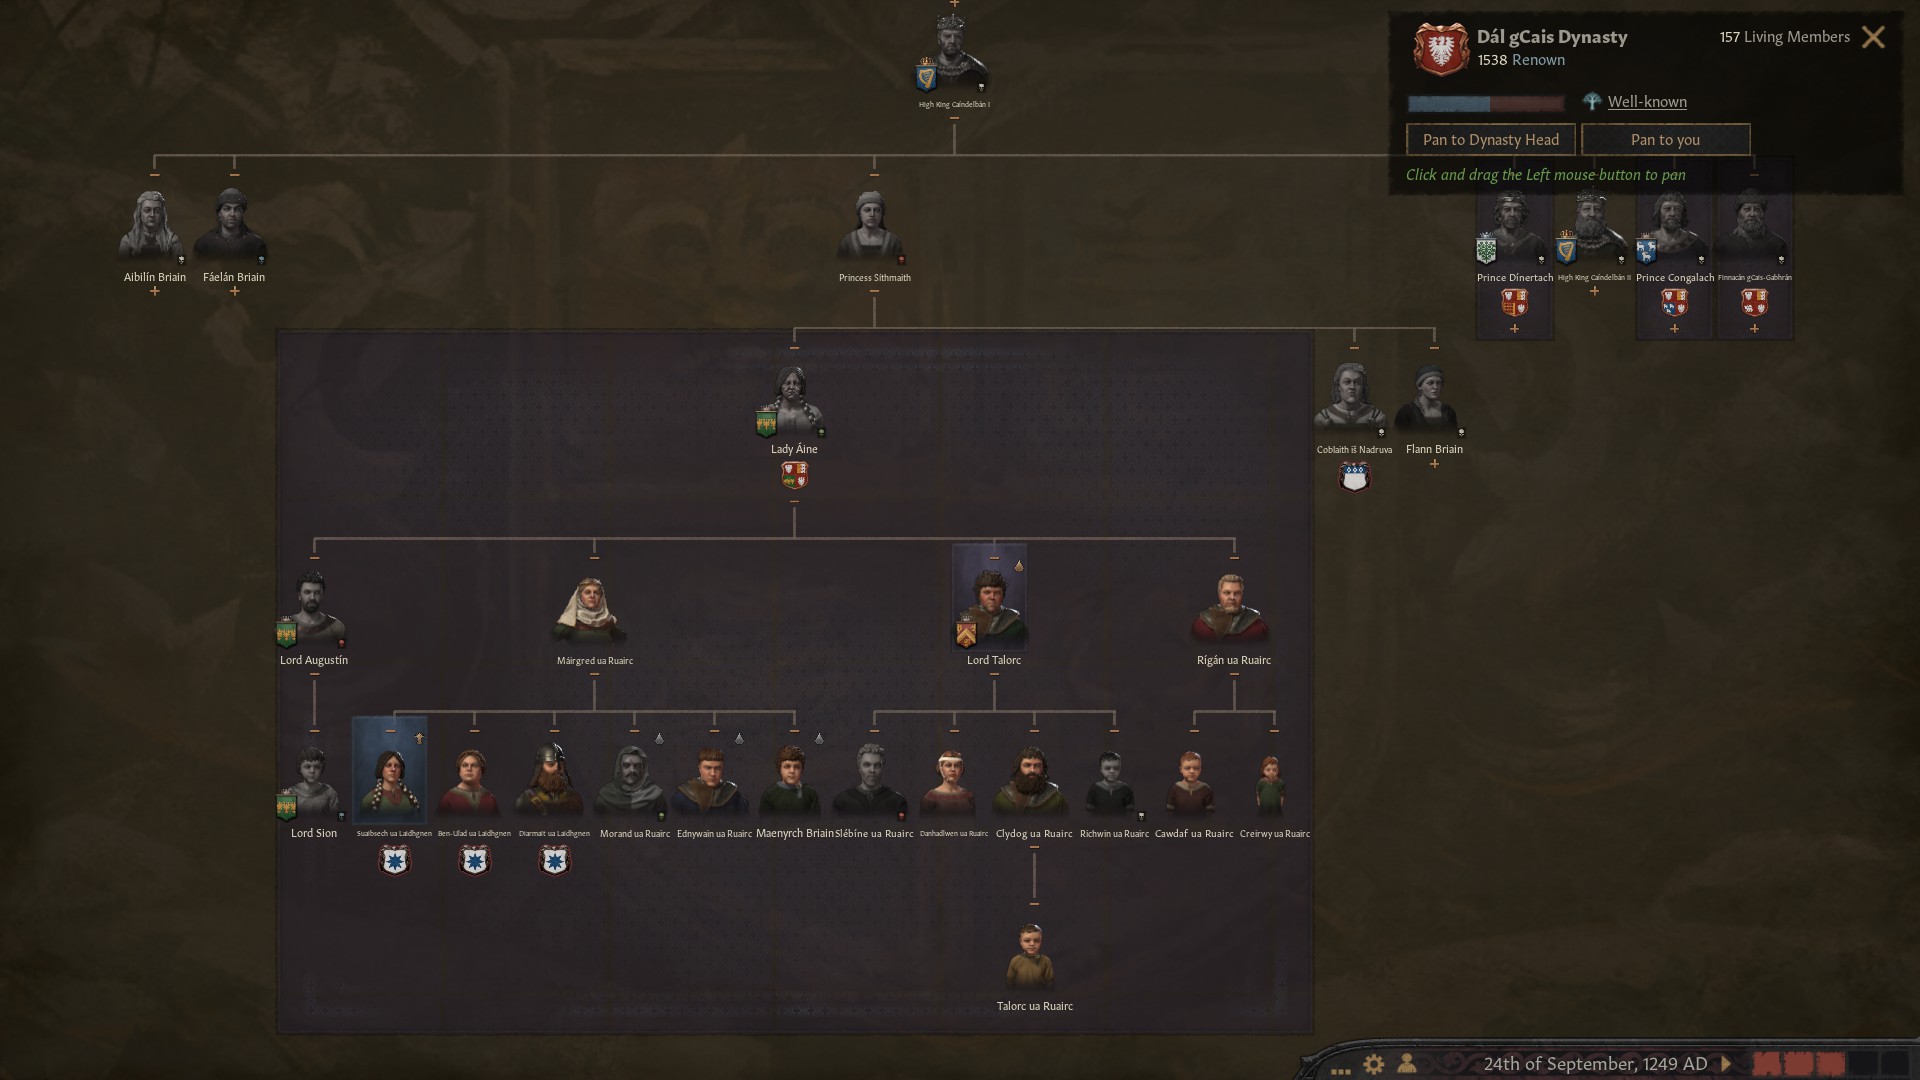 Dál gCais Dynasty
157 Living Members
1538 Renown
Well-known
Pan to Dynasty Head
Pan to you
Click and drag the Left mouse button to pan
High King Caíndelbán I
Aibilín Briain
Fáelán Briain
Princess Síthmaith
Prince Dínertach
High King Caíndelbán II
Prince Congalach
Finnacán gCais-Gabhrán
Lady Áine
Coblaith iš Nadruva
Flann Briain
Lord Augustín
Máirgred ua Ruairc
Lord Talorc
Rígán ua Ruairc
Lord Sion
Suaibsech ua Laidhgnen
Ben-Ulad ua Laidhgnen
Diarmait ua Laidhgnen
Morand ua Ruairc
Ednywain ua Ruairc
Maenyrch Briain
Slébíne ua Ruairc
Danhadlwen ua Ruairc
Clydog ua Ruairc
Richwin ua Ruairc
Cawdaf ua Ruairc
Creirwy ua Ruairc
Talorc ua Ruairc
24th of September, 1249 AD